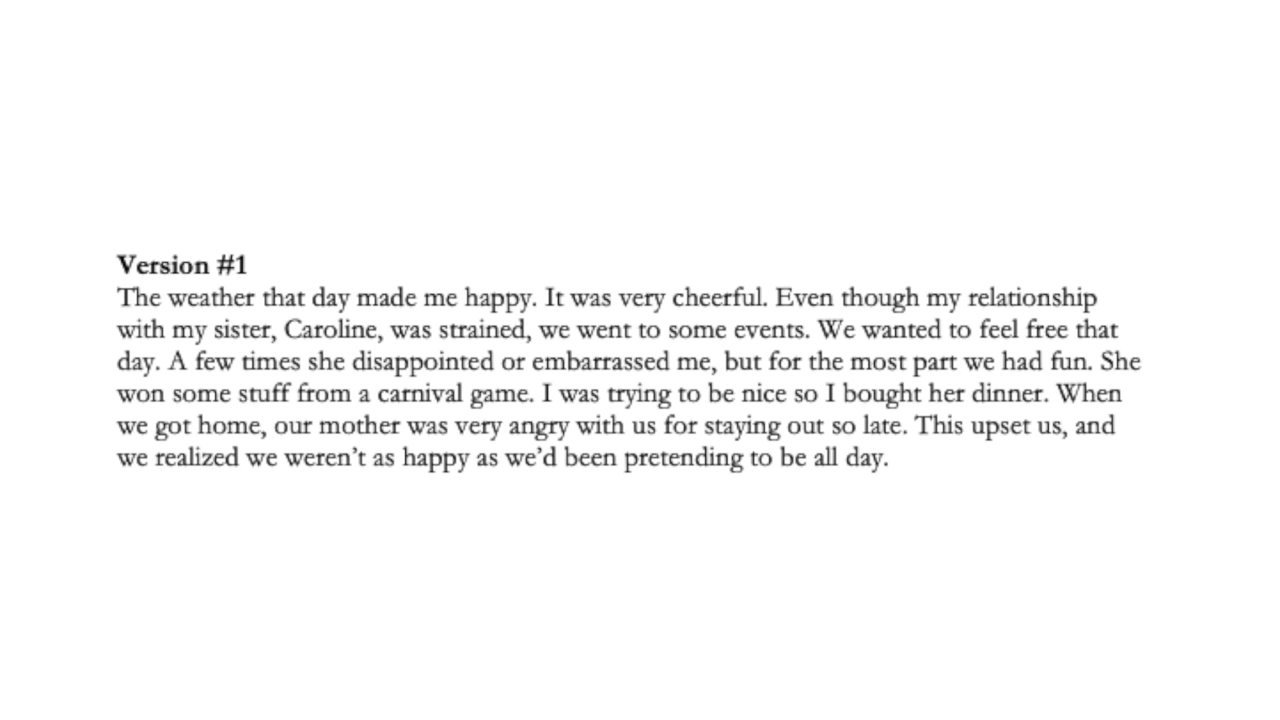 Version #1
The weather that day made me happy. It was very cheerful. Even though my relationship
with my sister, Caroline, was strained, we went to some events. We wanted to feel free that
day. A few times she disappointed or embarrassed me, but for the most part we had fun. She
won some stuff from a carnival game. I was trying to be nice so I bought her dinner. When
we got home, our mother was very angry with us for staying out so late. This upset us, and
we realized we weren’t as happy as we’d been pretending to be all day.